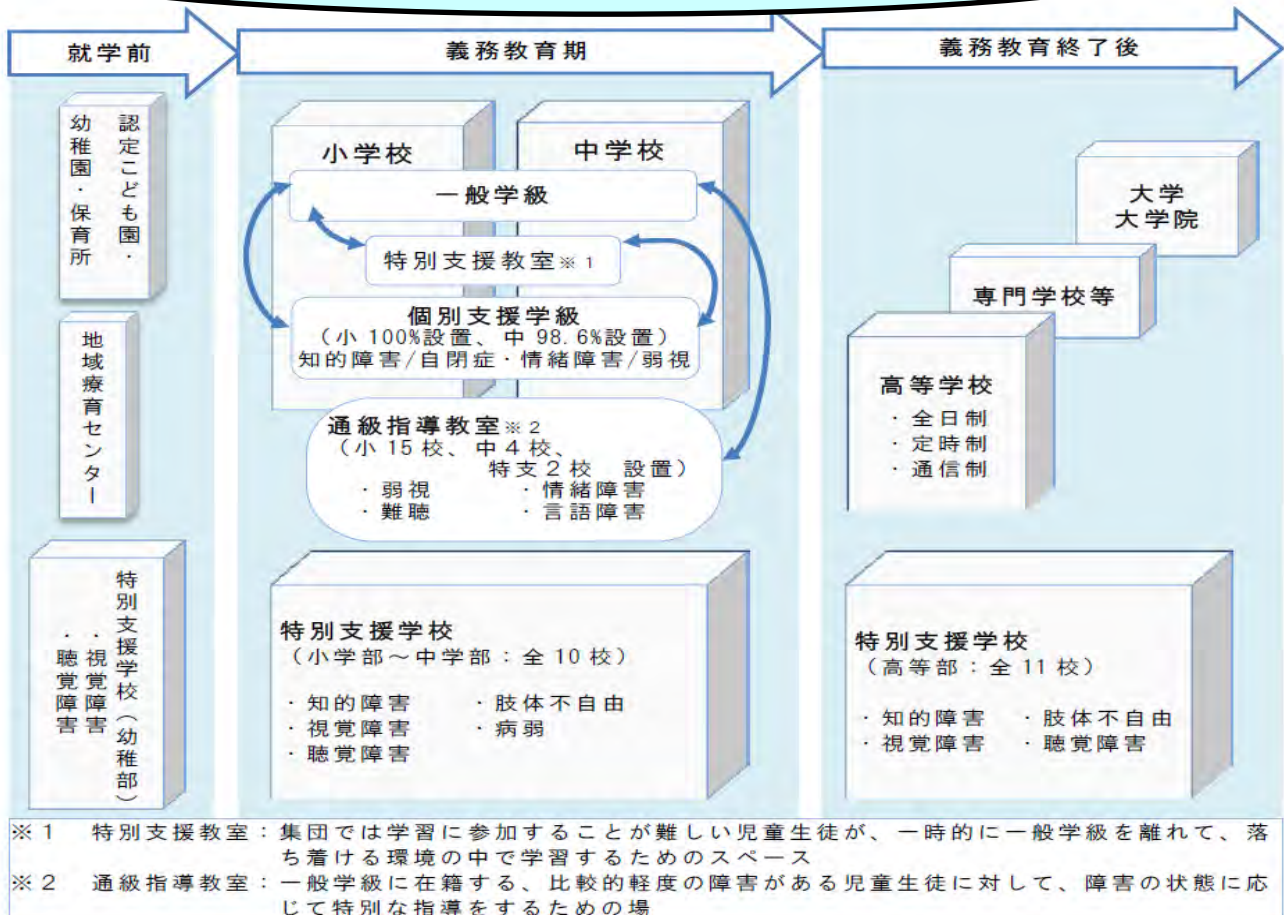 就学前
義務教育期
義務教育終了後
認定こども園・
幼稚園・保育所
地域療育センター
特別支援学校（幼稚部）
・視覚障害
・聴覚障害
小学校
中学校
一般学級
特別支援教室※1
個別支援学級
（小100%設置、中98.6%設置）
知的障害/自閉症・情緒障害/弱視
通級指導教室※2
（小15校、中4校、
特支2校　設置）
・弱視　・情緒障害
・難聴　・言語障害
特別支援学校
（小学部～中学部：全10校）
・知的障害　・肢体不自由
・視覚障害　・病弱
・聴覚障害
大学
大学院
専門学校等
高等学校
・全日制
・定時制
・通信制
特別支援学校
（高等部：全11校）
・知的障害　・肢体不自由
・視覚障害　・聴覚障害
※1　特別支援教室：集団では学習に参加することが難しい児童生徒が、一時的に一般学級を離れて、落
ち着ける環境の中で学習するためのスペース
※2　通級指導教室：一般学級に在籍する、比較的軽度の障害がある児童生徒に対して、障害の状態に応
じて特別な指導をするための場